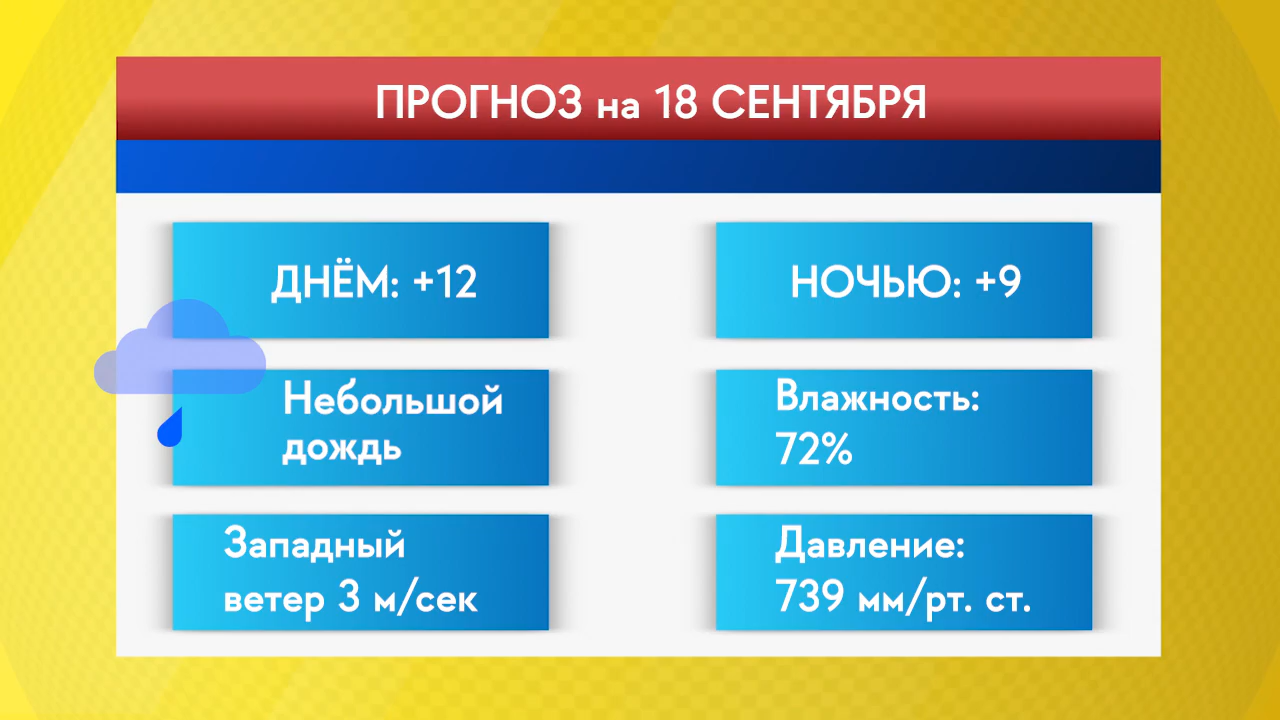 ПРОГНОЗ на 18 СЕНТЯБРЯ
ДНЁМ: +12
НОЧЬЮ: +9
Небольшой
дождь
Влажность:
72%
Западный
ветер 3 м/сек
Давление:
739 мм/рт. ст.